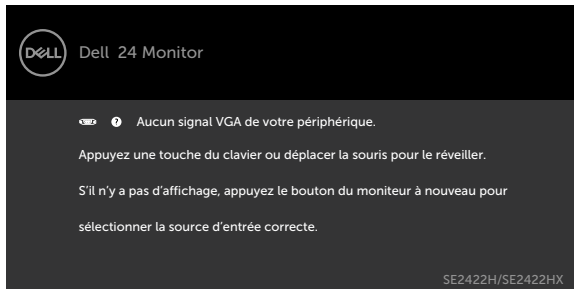 DELL
Dell 24 Monitor
Aucun signal VGA de votre périphérique.
Appuyez une touche du clavier ou déplacer la souris pour le réveiller.
S'il n'y a pas d'affichage, appuyez le bouton du moniteur à nouveau pour
sélectionner la source d'entrée correcte.
SE2422H/SE2422HX